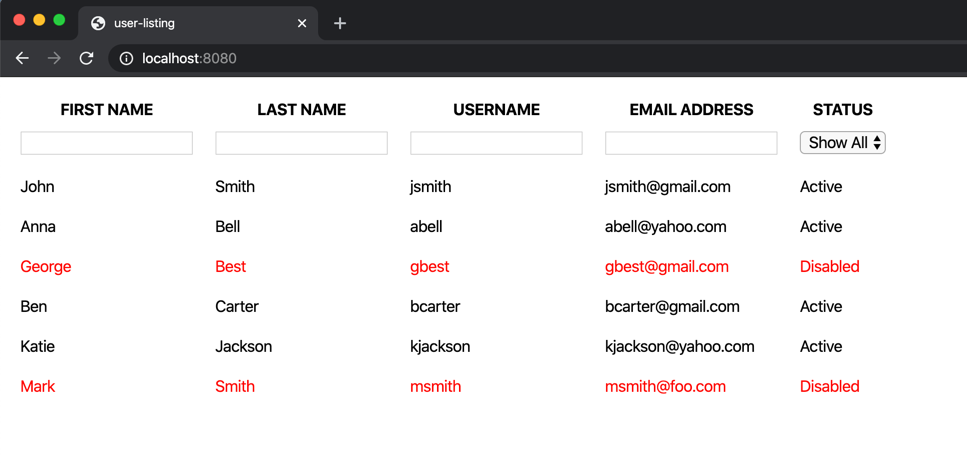 user-listing
localhost:8080
FIRST NAME LAST NAME USERNAME EMAIL ADDRESS STATUS
Show All
John Smith jsmith jsmith@gmail.com Active
Anna Bell abell abell@yahoo.com Active
George Best gbest gbest@gmail.com Disabled
Ben Carter bcarter bcarter@gmail.com Active
Katie Jackson kjackson kjackson@yahoo.com Active
Mark Smith msmith msmith@foo.com Disabled